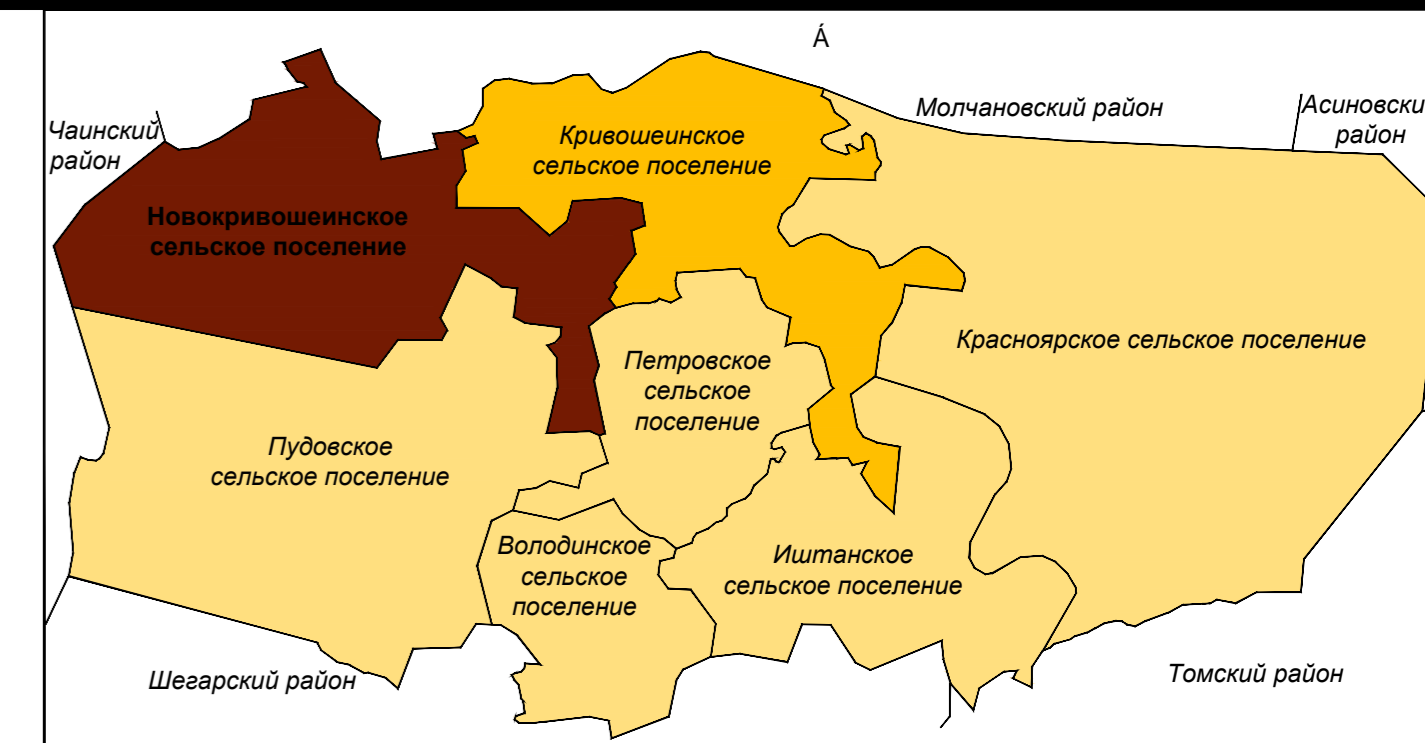 Á
Молчановский район
Асиновски
район
Чаинский
район
Кривошеинское
сельское поселение
Новокривошеинское
сельское поселение
Красноярское сельское поселение
Петровское
сельское
поселение
Пудовское
сельское поселение
Володинское
сельское
поселение
Иштанское
сельское поселение
Шегарский район
Томский район